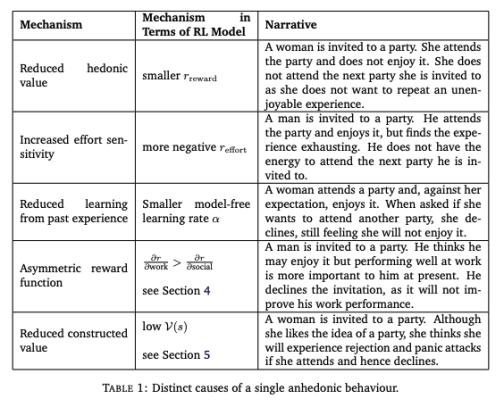 Mechanism
Mechanism in
Terms of RL Model
Narrative
Reduced hedonic
value
smaller r_reward
A woman is invited to a party. She attends
the party and does not enjoy it. She does
not attend the next party she is invited to
as she does not want to repeat an unen-
joyable experience.
Increased effort sen-
sitivity
more negative r_effort
A man is invited to a party. He attends
the party and enjoys it, but finds the expe-
rience exhausting. He does not have the
energy to attend the next party he is in-
vited to.
Reduced learning
from past experience
Smaller model-free
learning rate α
A woman attends a party and, against her
expectation, enjoys it. When asked if she
wants to attend another party, she de-
clines, still feeling she will not enjoy it.
Asymmetric reward
function
∂r/∂work > ∂r/∂social
see Section 4
A man is invited to a party. He thinks he
may enjoy it but performing well at work
is more important to him at present. He
declines the invitation, as it will not im-
prove his work performance.
Reduced constructed
value
low V(s)
see Section 5
A woman is invited to a party. Although
she likes the idea of a party, she thinks she
will experience rejection and panic attacks
if she attends and hence declines.
TABLE 1: Distinct causes of a single anhedonic behaviour.